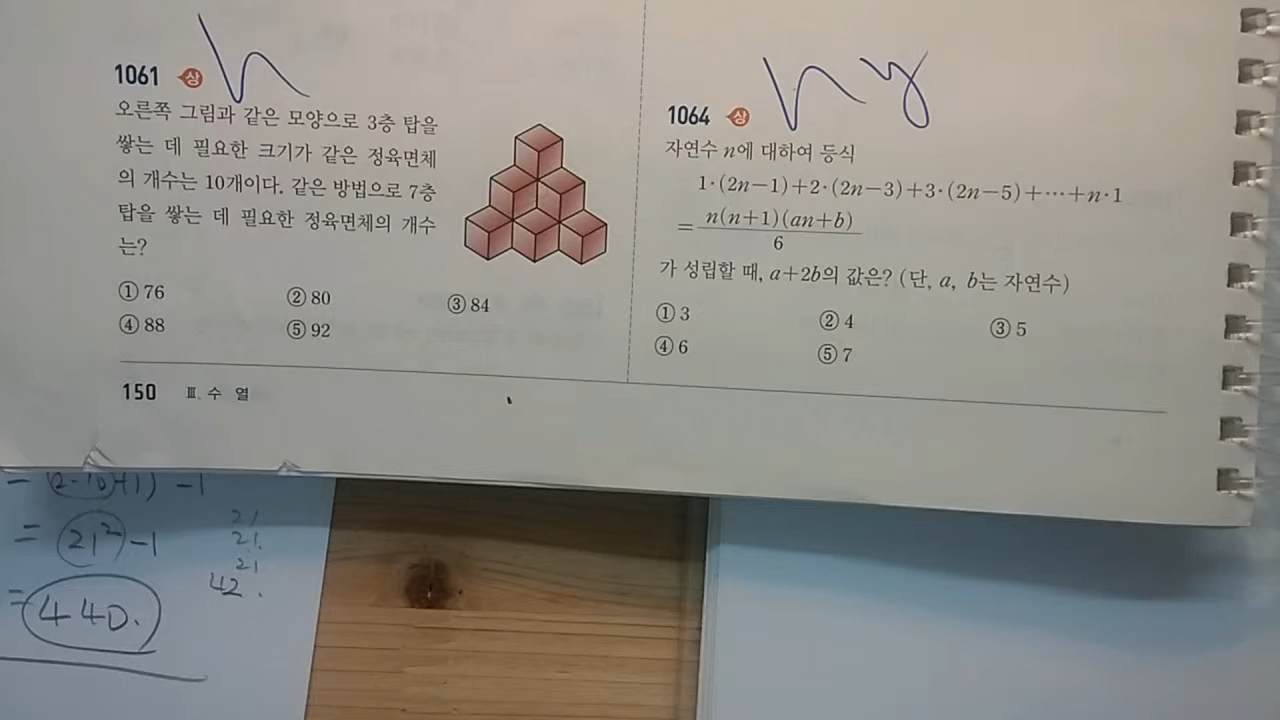 1061 상
오른쪽 그림과 같은 모양으로 3층 탑을
쌓는 데 필요한 크기가 같은 정육면체
의 개수는 10개이다. 같은 방법으로 7층
탑을 쌓는 데 필요한 정육면체의 개수
는?
① 76 ② 80 ③ 84
④ 88 ⑤ 92
150 Ⅲ. 수 열
1064 상
자연수 n에 대하여 등식
1·(2n−1)+2·(2n−3)+3·(2n−5)+⋯+n·1
= n(n+1)(an+b) / 6
가 성립할 때, a+2b의 값은? (단, a, b는 자연수)
① 3 ② 4 ③ 5
④ 6 ⑤ 7
= (21²)−1
= 440.
21
21.
21
42.